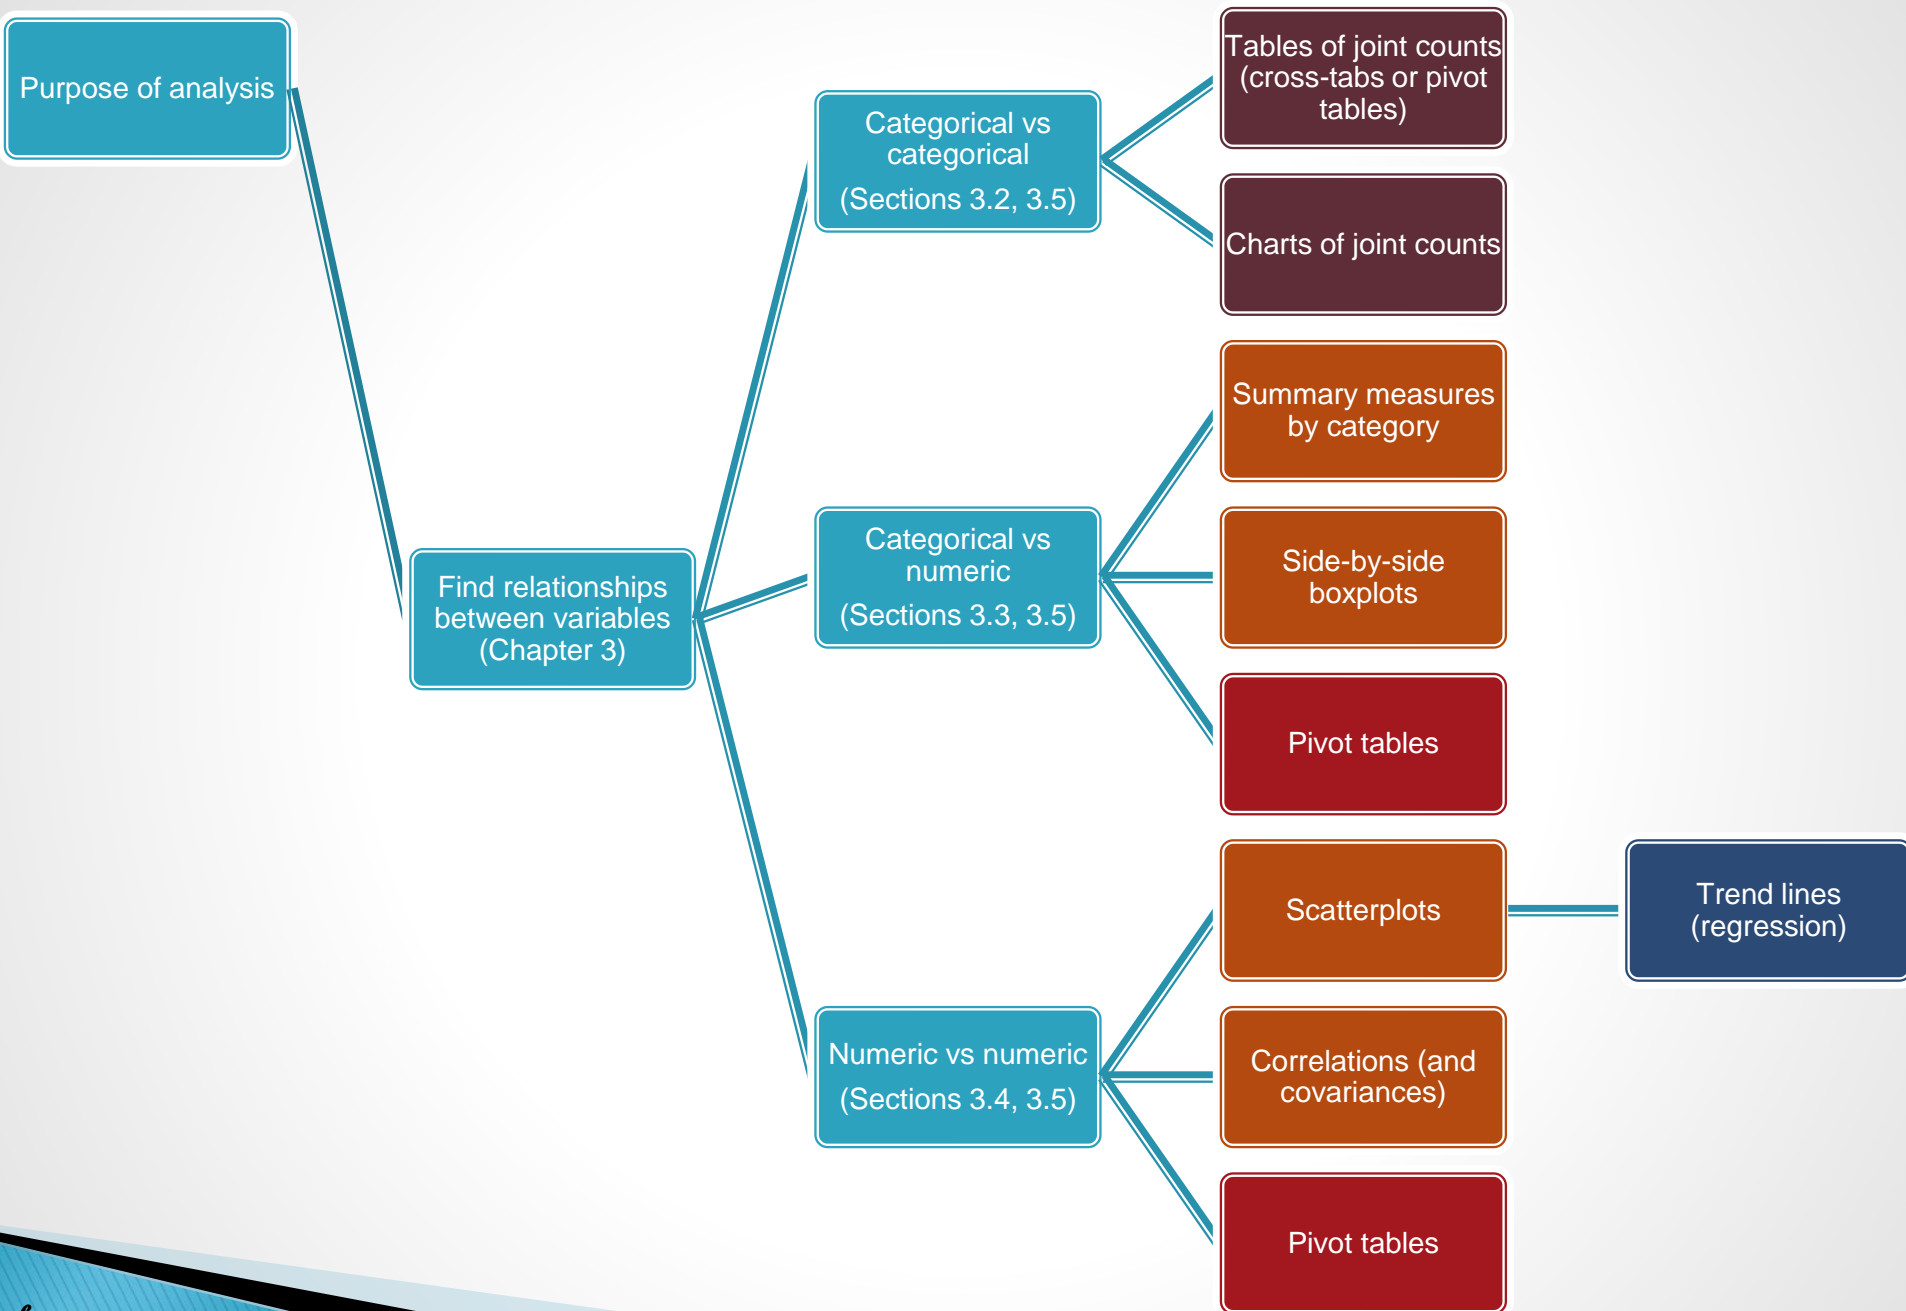 Purpose of analysis
Find relationships
between variables
(Chapter 3)
Categorical vs
categorical
(Sections 3.2, 3.5)
Tables of joint counts
(cross-tabs or pivot
tables)
Charts of joint counts
Categorical vs
numeric
(Sections 3.3, 3.5)
Summary measures
by category
Side-by-side
boxplots
Pivot tables
Numeric vs numeric
(Sections 3.4, 3.5)
Scatterplots
Trend lines
(regression)
Correlations (and
covariances)
Pivot tables